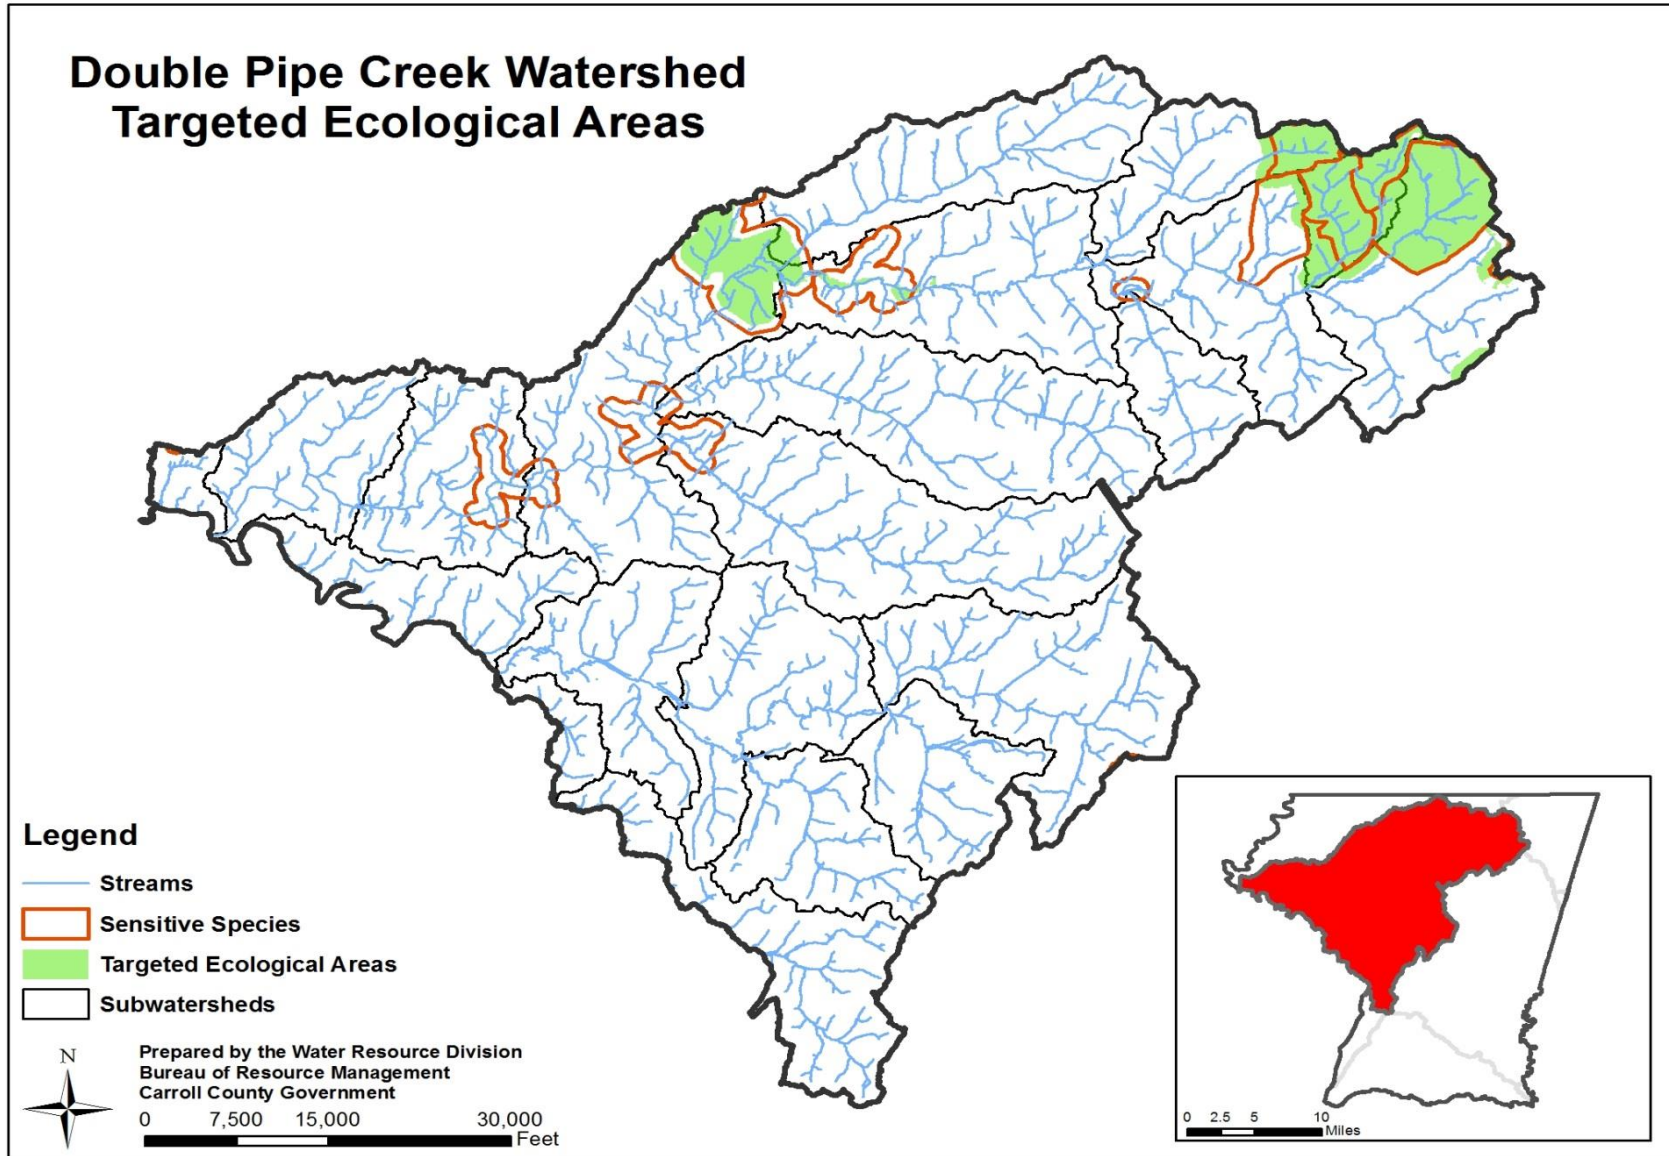 Double Pipe Creek Watershed
Targeted Ecological Areas
Legend
Streams
Sensitive Species
Targeted Ecological Areas
Subwatersheds
N
Prepared by the Water Resource Division
Bureau of Resource Management
Carroll County Government
0 7,500 15,000 30,000
Feet
0 2.5 5 10
Miles